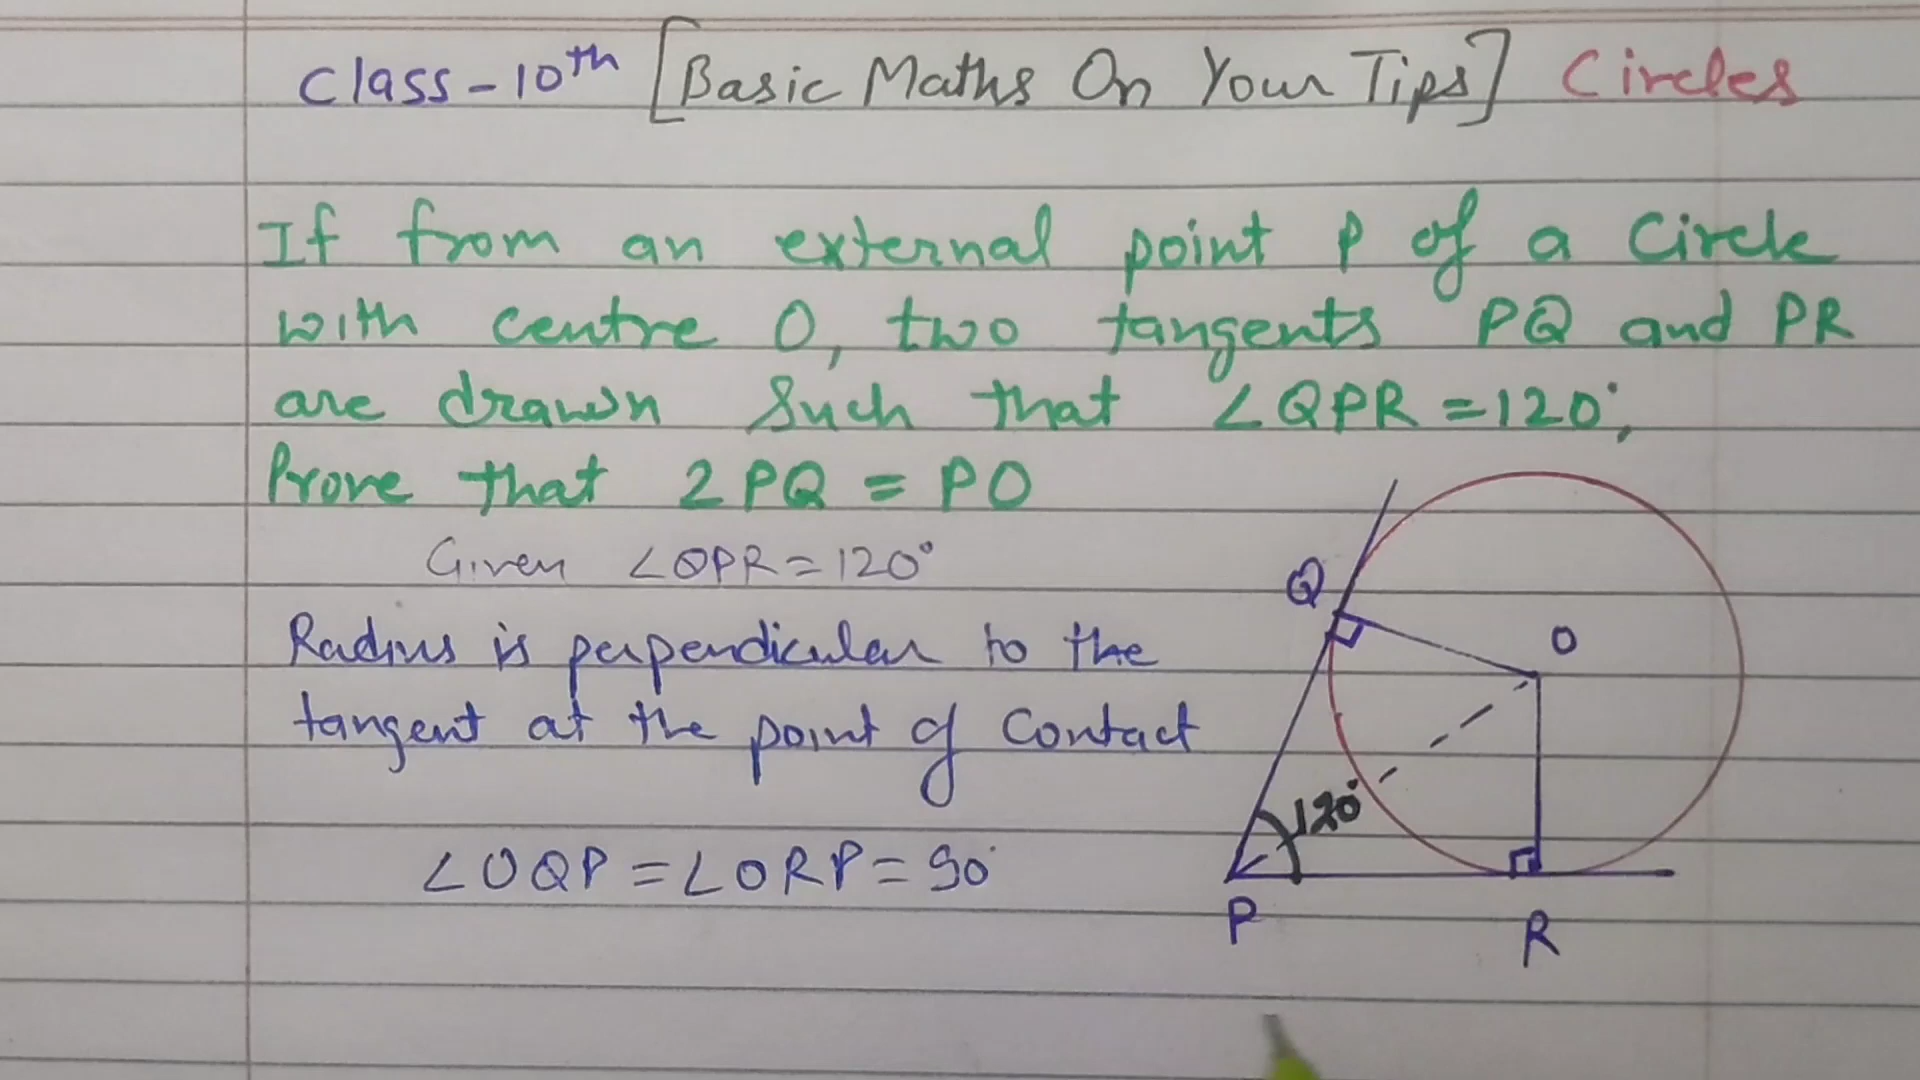 Class-10th [Basic Maths On Your Tips] Circles
If from an external point P of a Circle
with centre O, two tangents PQ and PR
are drawn such that ∠QPR = 120°,
Prove that 2PQ = PO
Given ∠QPR = 120°
Radius is perpendicular to the
tangent at the point of Contact
∠OQP = ∠ORP = 90°
Q
O
120°
P
R